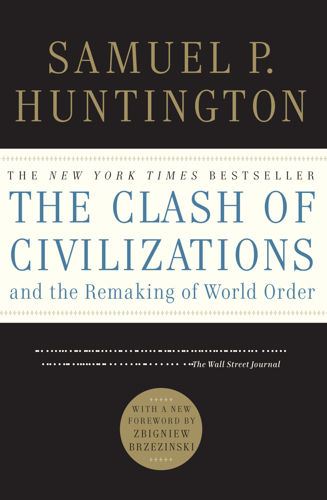 SAMUEL P.
HUNTINGTON
THE NEW YORK TIMES BESTSELLER
THE CLASH OF
CIVILIZATIONS
and the Remaking of World Order
—The Wall Street Journal
WITH A NEW
FOREWORD BY
ZBIGNIEW
BRZEZINSKI